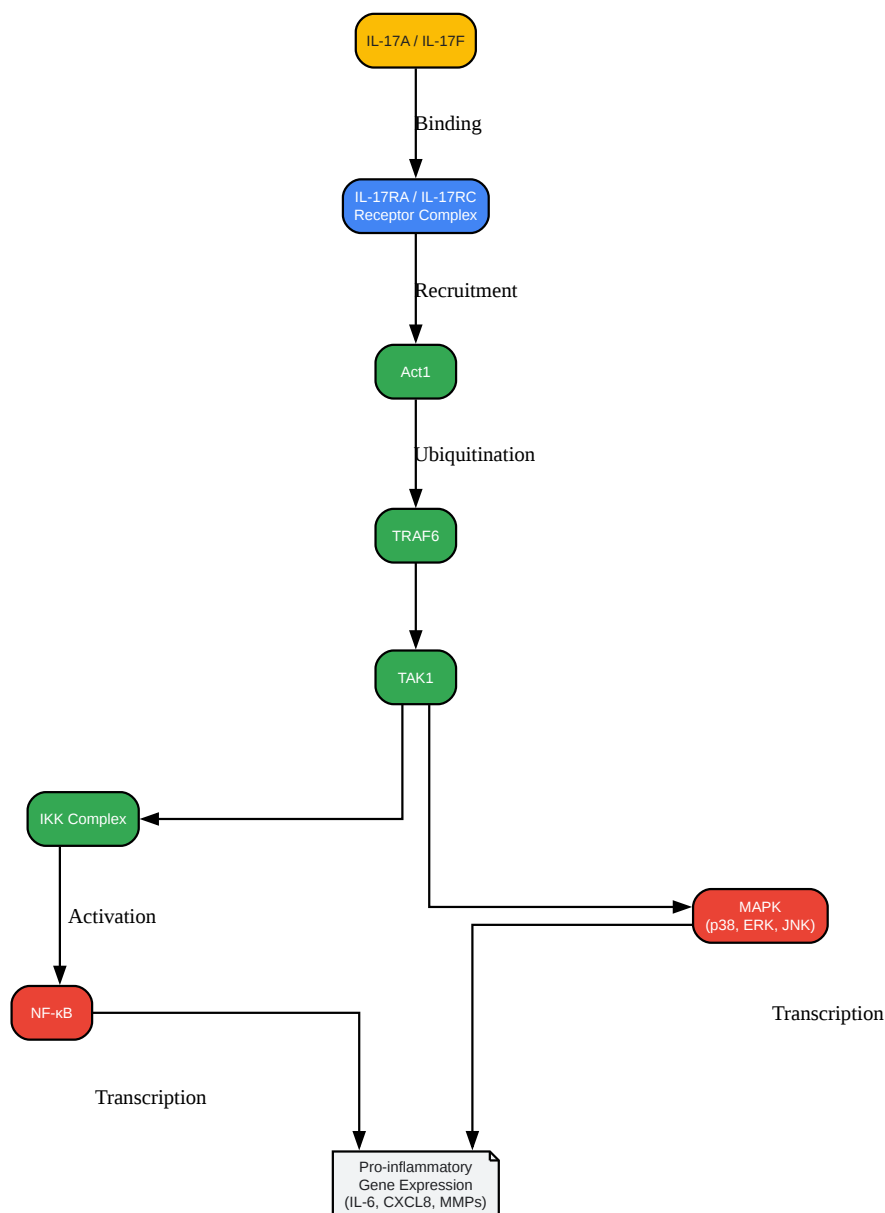 IL-17A / IL-17F
Binding
IL-17RA / IL-17RC
Receptor Complex
Recruitment
Act1
Ubiquitination
TRAF6
TAK1
IKK Complex
Activation
MAPK
(p38, ERK, JNK)
NF-κB
Transcription
Transcription
Pro-inflammatory
Gene Expression
(IL-6, CXCL8, MMPs)